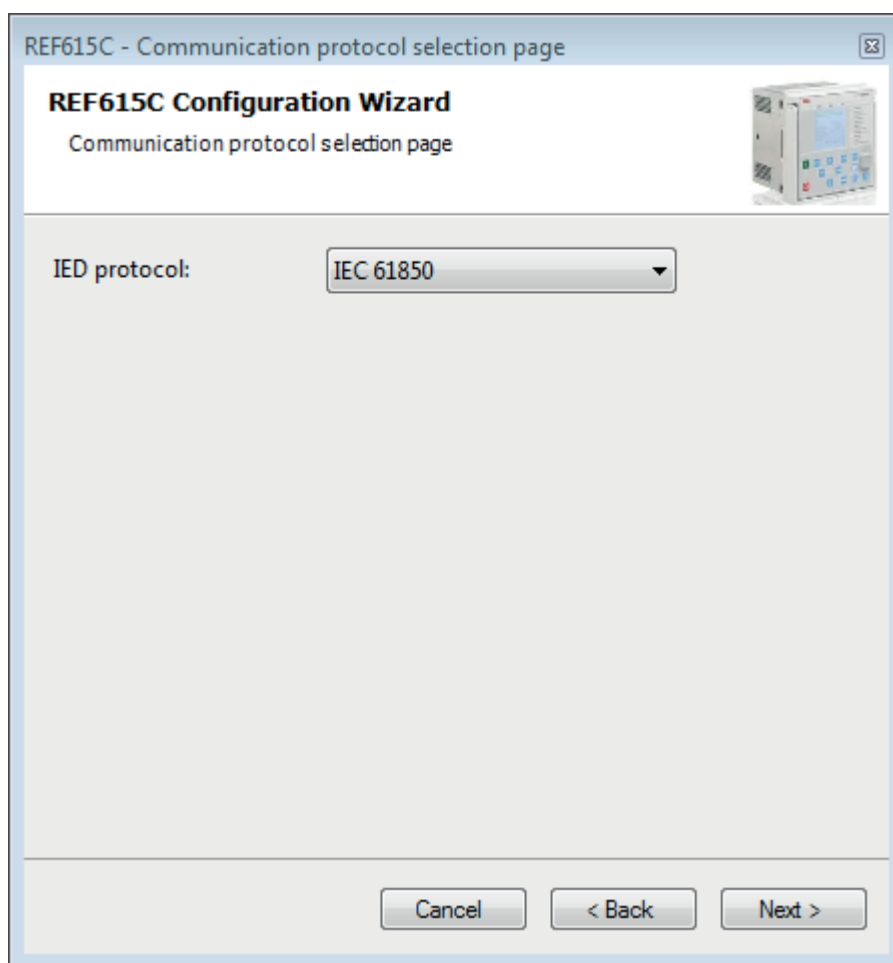 REF615C - Communication protocol selection page
REF615C Configuration Wizard
Communication protocol selection page
IED protocol:
IEC 61850
Cancel
< Back
Next >